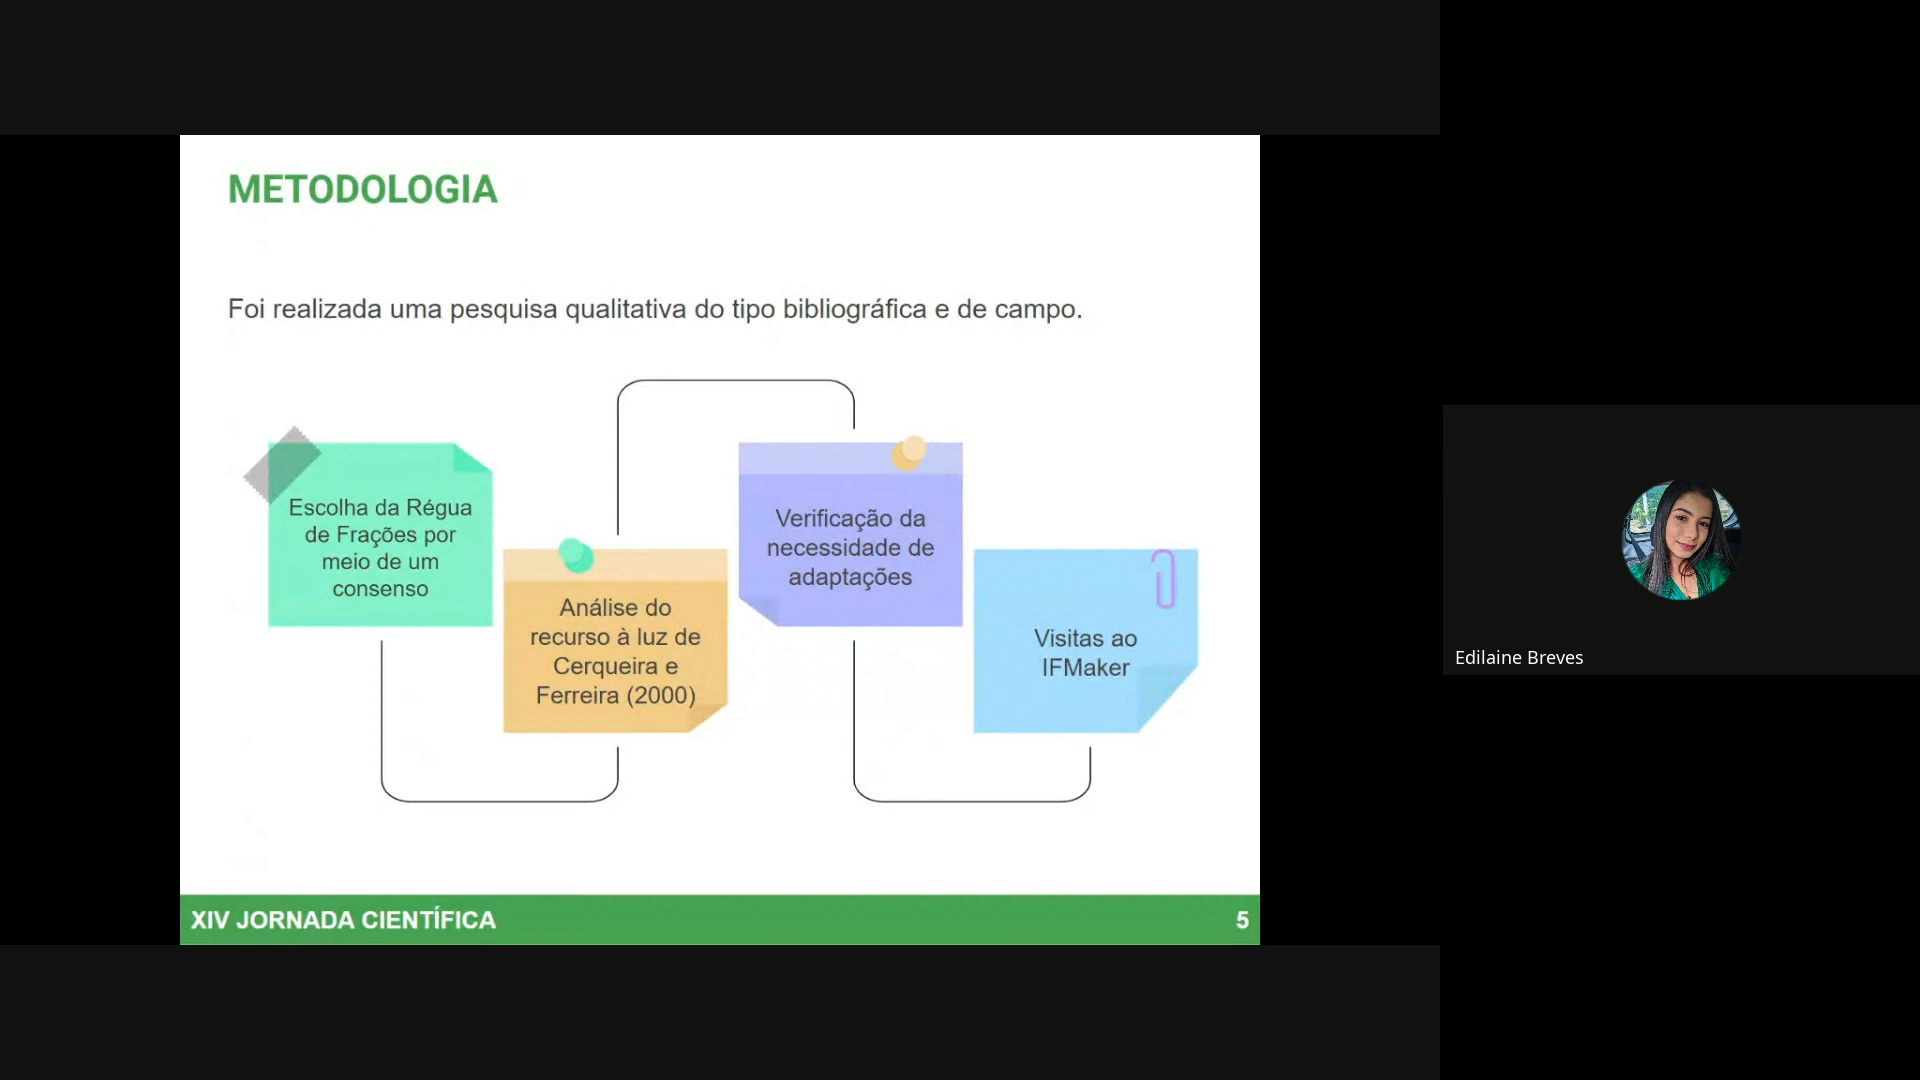 METODOLOGIA
Foi realizada uma pesquisa qualitativa do tipo bibliográfica e de campo.
Escolha da Régua
de Frações por
meio de um
consenso
Análise do
recurso à luz de
Cerqueira e
Ferreira (2000)
Verificação da
necessidade de
adaptações
Visitas ao
IFMaker
XIV JORNADA CIENTÍFICA
5
Edilaine Breves